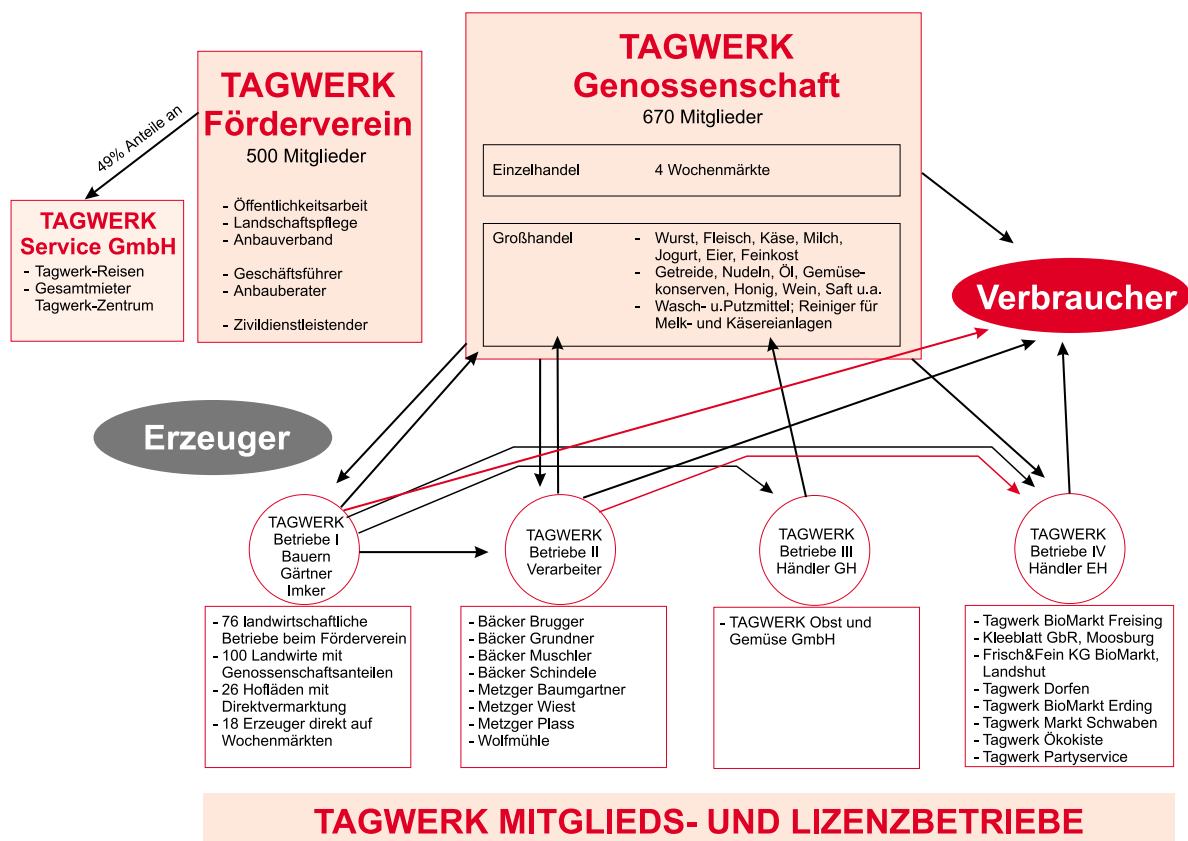 TAGWERK
Förderverein
500 Mitglieder
- Öffentlichkeitsarbeit
- Landschaftspflege
- Anbauverband
- Geschäftsführer
- Anbauberater
- Zivildienstleistender
49% Anteile an
TAGWERK
Service GmbH
- Tagwerk-Reisen
- Gesamtmieter
Tagwerk-Zentrum
TAGWERK
Genossenschaft
670 Mitglieder
Einzelhandel 4 Wochenmärkte
Großhandel - Wurst, Fleisch, Käse, Milch,
Jogurt, Eier, Feinkost
- Getreide, Nudeln, Öl, Gemüse-
konserven, Honig, Wein, Saft u.a.
- Wasch- u.Putzmittel; Reiniger für
Melk- und Käsereianlagen
Verbraucher
Erzeuger
TAGWERK
Betriebe I
Bauern
Gärtner
Imker
- 76 landwirtschaftliche
Betriebe beim Förderverein
- 100 Landwirte mit
Genossenschaftsanteilen
- 26 Hofläden mit
Direktvermarktung
- 18 Erzeuger direkt auf
Wochenmärkten
TAGWERK
Betriebe II
Verarbeiter
- Bäcker Brugger
- Bäcker Grundner
- Bäcker Muschler
- Bäcker Schindele
- Metzger Baumgartner
- Metzger Wiest
- Metzger Plass
- Wolfmühle
TAGWERK
Betriebe III
Händler GH
- TAGWERK Obst und
Gemüse GmbH
TAGWERK
Betriebe IV
Händler EH
- Tagwerk BioMarkt Freising
- Kleeblatt GbR, Moosburg
- Frisch&Fein KG BioMarkt,
Landshut
- Tagwerk Dorfen
- Tagwerk BioMarkt Erding
- Tagwerk Markt Schwaben
- Tagwerk Ökokiste
- Tagwerk Partyservice
TAGWERK MITGLIEDS- UND LIZENZBETRIEBE